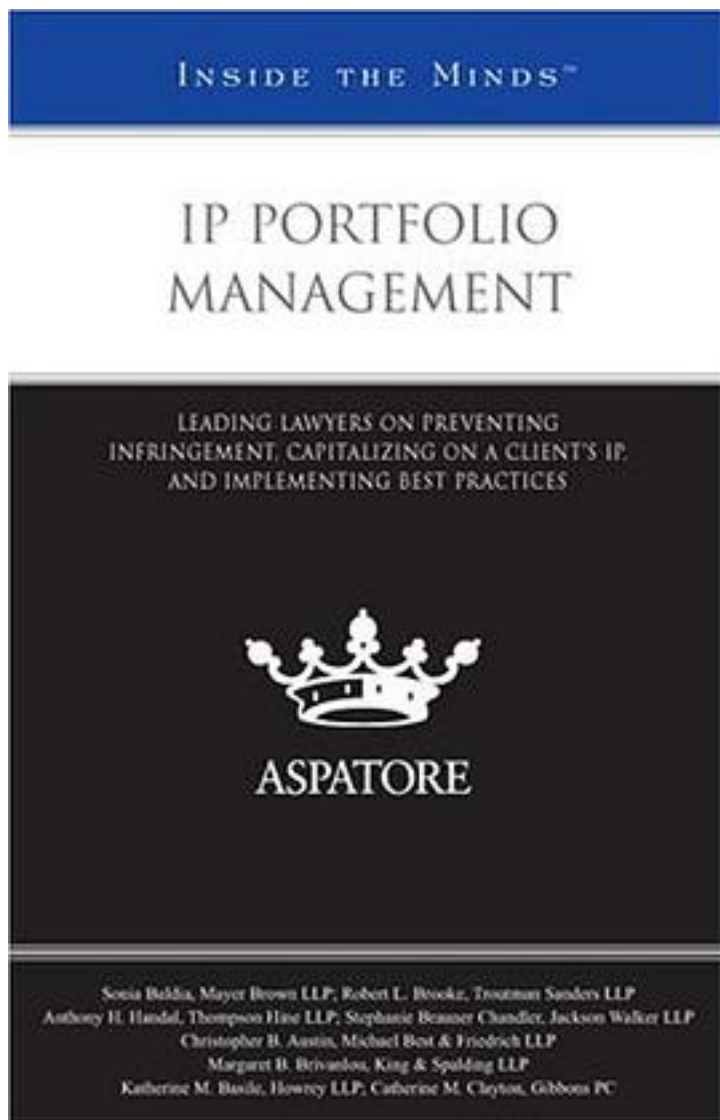 INSIDE THE MINDS™
IP PORTFOLIO
MANAGEMENT
LEADING LAWYERS ON PREVENTING
INFRINGEMENT, CAPITALIZING ON A CLIENT'S IP,
AND IMPLEMENTING BEST PRACTICES
ASPATORE
Sonia Baldia, Mayer Brown LLP; Robert L. Brooke, Troutman Sanders LLP
Anthony H. Handal, Thompson Hine LLP; Stephanie Beauner Chandler, Jackson Walker LLP
Christopher B. Austin, Michael Best & Friedrich LLP
Margaret B. Brivanlou, King & Spalding LLP
Katherine M. Basile, Howrey LLP; Catherine M. Clayton, Gibbons PC